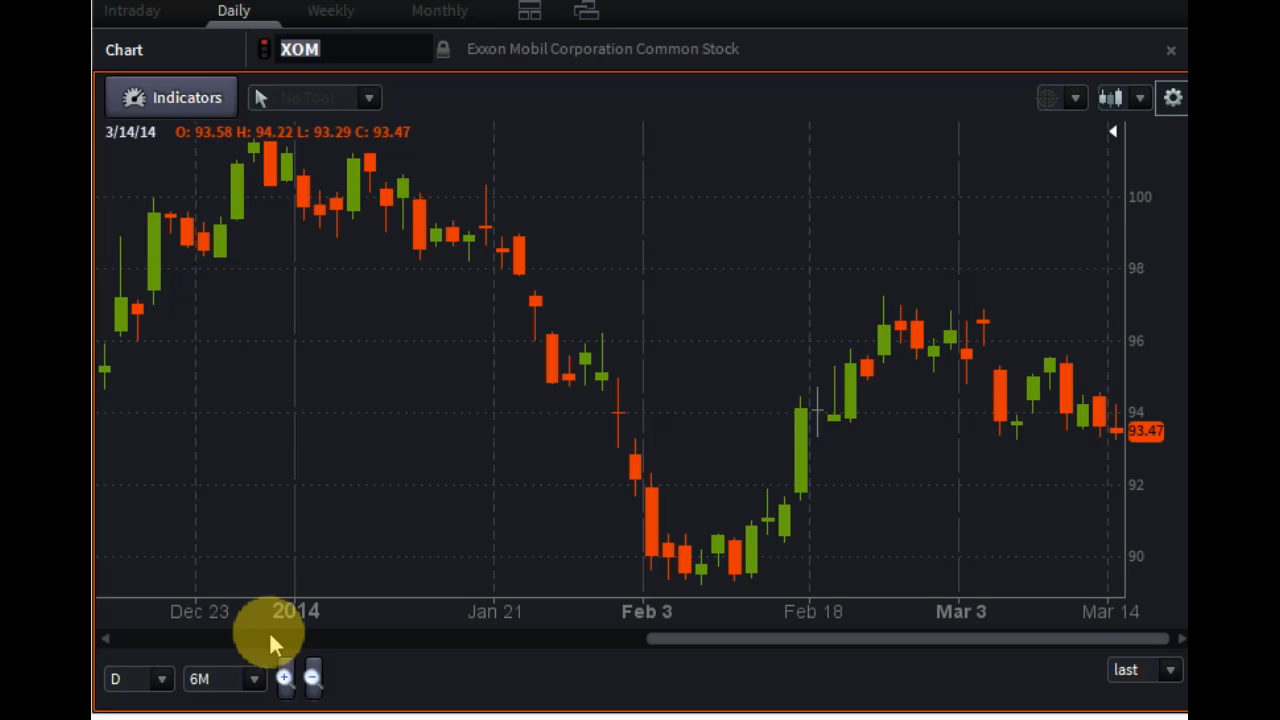 Intraday Daily Weekly Monthly
Chart XOM Exxon Mobil Corporation Common Stock
Indicators No Tool
3/14/14 O: 93.58 H: 94.22 L: 93.29 C: 93.47
100
98
96
94
93.47
92
90
Dec 23 2014 Jan 21 Feb 3 Feb 18 Mar 3 Mar 14
D 6M last